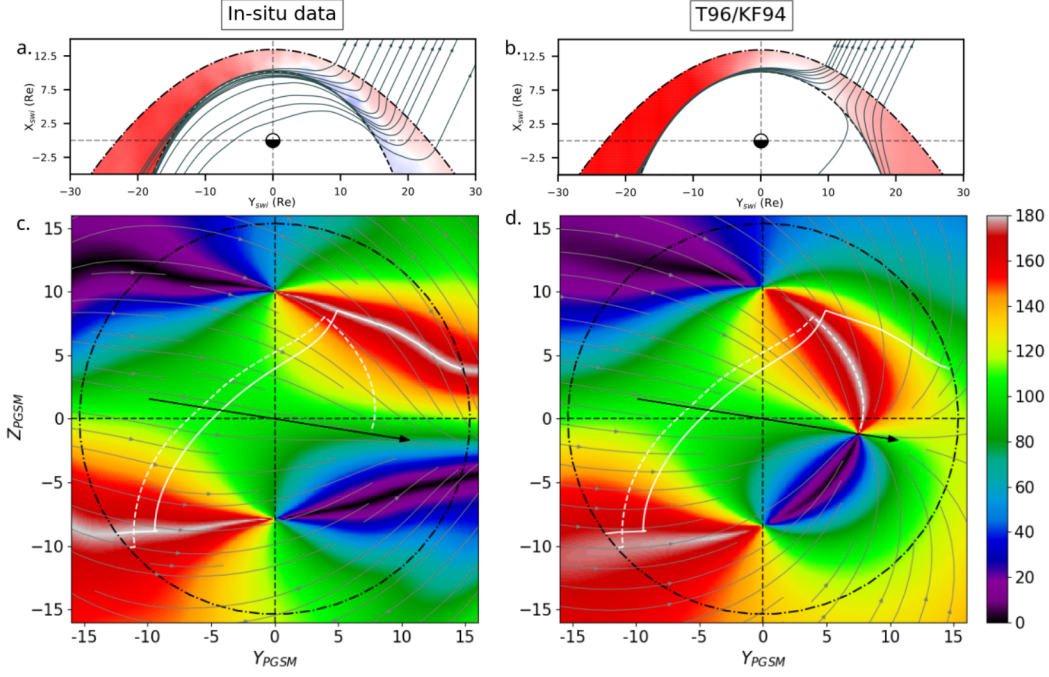 In-situ data
T96/KF94
a.
b.
12.5
7.5
2.5
−2.5
X_swi (Re)
−30 −20 −10 0 10 20 30
Y_swi (Re)
12.5
7.5
2.5
−2.5
X_swi (Re)
−30 −20 −10 0 10 20 30
Y_swi (Re)
c.
15
10
5
0
−5
−10
−15
Z_PGSM
-15 -10 -5 0 5 10 15
Y_PGSM
d.
15
10
5
0
−5
−10
−15
-15 -10 -5 0 5 10 15
Y_PGSM
180
160
140
120
100
80
60
40
20
0